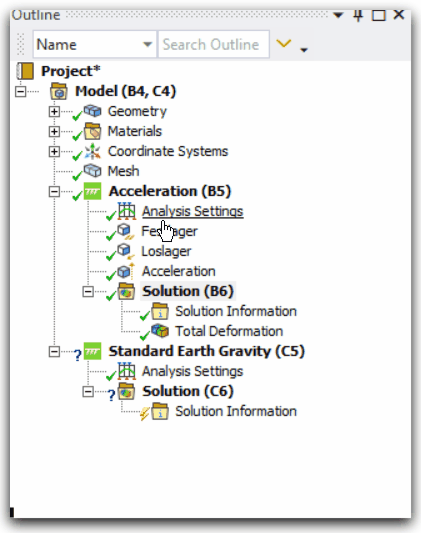 Outline
Name
Search Outline
Project*
Model (B4, C4)
Geometry
Materials
Coordinate Systems
Mesh
Acceleration (B5)
Analysis Settings
Loslager
Acceleration
Solution (B6)
Solution Information
Total Deformation
Standard Earth Gravity (C5)
Analysis Settings
Solution (C6)
Solution Information